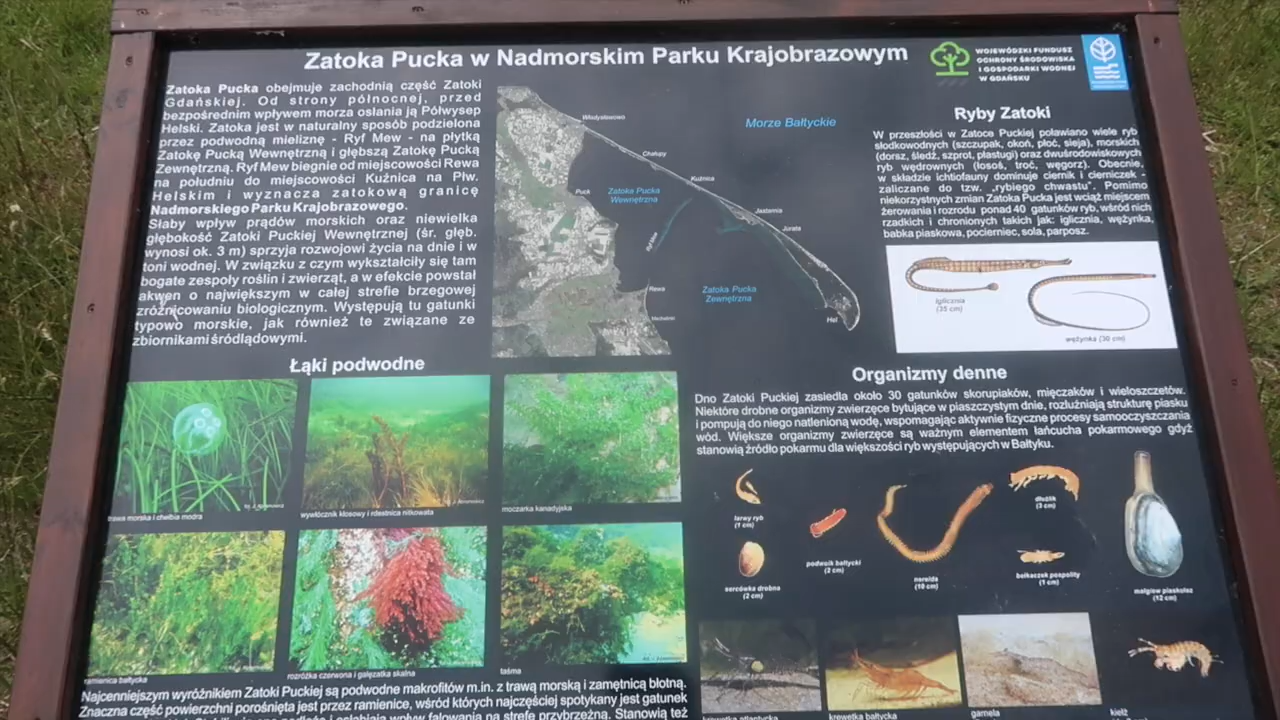 Zatoka Pucka w Nadmorskim Parku Krajobrazowym
WOJEWÓDZKI FUNDUSZ
OCHRONY ŚRODOWISKA
I GOSPODARKI WODNEJ
W GDAŃSKU
Zatoka Pucka obejmuje zachodnią część Zatoki
Gdańskiej. Od strony północnej, przed
bezpośrednim wpływem morza osłania ją Półwysep
Helski. Zatoka jest w naturalny sposób podzielona
przez podwodną mieliznę - Ryf Mew - na płytką
Zatokę Pucką Wewnętrzną i głębszą Zatokę Pucką
Zewnętrzną. Ryf Mew biegnie od miejscowości Rewa
na południu do miejscowości Kuźnica na Płw.
Helskim i wyznacza zatokową granicę
Nadmorskiego Parku Krajobrazowego.
Słaby wpływ prądów morskich oraz niewielka
głębokość Zatoki Puckiej Wewnętrznej (śr. głęb.
wynosi ok. 3 m) sprzyja rozwojowi życia na dnie i w
toni wodnej. W związku z czym wykształciły się tam
bogate zespoły roślin i zwierząt, a w efekcie powstał
akwen o największym w całej strefie brzegowej
zróżnicowaniu biologicznym. Występują tu gatunki
typowo morskie, jak również te związane ze
zbiornikami śródlądowymi.
Władysławowo
Morze Bałtyckie
Chałupy
Kuźnica
Puck
Zatoka Pucka
Wewnętrzna
Jastarnia
Jurata
Ryf Mew
Rewa
Zatoka Pucka
Zewnętrzna
Mechelinki
Hel
Ryby Zatoki
W przeszłości w Zatoce Puckiej poławiano wiele ryb
słodkowodnych (szczupak, okoń, płoć, sieja), morskich
(dorsz, śledź, szprot, płastugi) oraz dwuśrodowiskowych
ryb wędrownych (łosoś, troć, węgorz). Obecnie,
w składzie ichtiofauny dominuje ciernik i cierniczek -
zaliczane do tzw. „rybiego chwastu”. Pomimo
niekorzystnych zmian Zatoka Pucka jest wciąż miejscem
żerowania i rozrodu ponad 40 gatunków ryb, wśród nich
rzadkich i chronionych takich jak: iglicznia, wężynka,
babka piaskowa, pocierniec, sola, parposz.
iglicznia
(35 cm)
wężynka (30 cm)
Łąki podwodne
trawa morska i chełbia modra
wywłócznik kłosowy i rdestnica nitkowata
moczarka kanadyjska
ramienica bałtycka
rozróżka czerwona i gałęzatka skalna
taśma
Najcenniejszym wyróżnikiem Zatoki Puckiej są podwodne makrofitów m.in. z trawą morską i zamętnicą błotną.
Znaczna część powierzchni porośnięta jest przez ramienice, wśród których najczęściej spotykany jest gatunek
Organizmy denne
Dno Zatoki Puckiej zasiedla około 30 gatunków skorupiaków, mięczaków i wieloszczetów.
Niektóre drobne organizmy zwierzęce bytujące w piaszczystym dnie, rozluźniają strukturę piasku
i pompują do niego natlenioną wodę, wspomagając aktywnie fizyczne procesy samooczyszczania
wód. Większe organizmy zwierzęce są ważnym elementem łańcucha pokarmowego gdyż
stanowią źródło pokarmu dla większości ryb występujących w Bałtyku.
larwy ryb
(1 cm)
sercówka drobna
(2 cm)
podwoik bałtycki
(2 cm)
nereida
(10 cm)
dłużlik
(3 cm)
bełkaczek pospolity
(1 cm)
małgiew piaskołaz
(12 cm)
krewetka atlantycka
krewetka bałtycka
garnela
kiełż